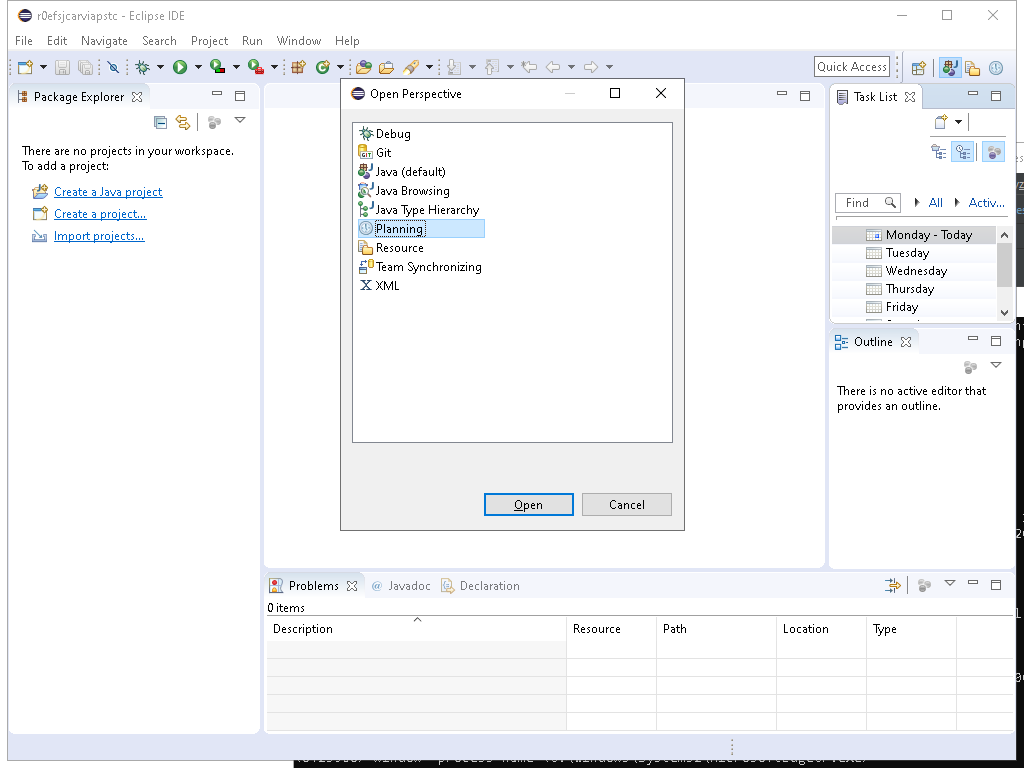 r0efsjcarviapstc - Eclipse IDE
File Edit Navigate Search Project Run Window Help
Quick Access
Package Explorer
There are no projects in your workspace.
To add a project:
Create a Java project
Create a project...
Import projects...
Open Perspective
Debug
Git
Java (default)
Java Browsing
Java Type Hierarchy
Planning
Resource
Team Synchronizing
XML
Open
Cancel
Task List
Find
All
Activ...
Monday - Today
Tuesday
Wednesday
Thursday
Friday
Outline
There is no active editor that
provides an outline.
Problems
@ Javadoc
Declaration
0 items
Description Resource Path Location Type